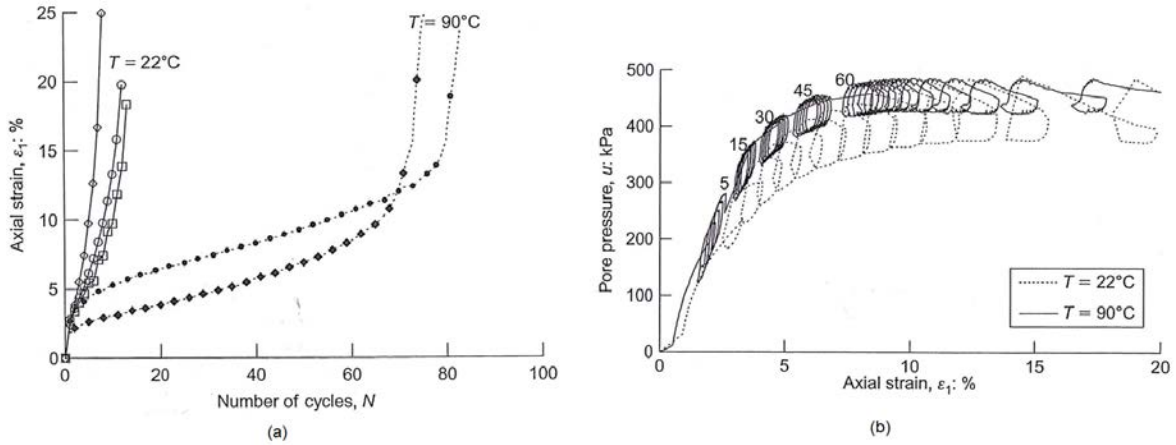 25
20
15
10
5
0
Axial strain, ε₁: %
T = 22°C
T = 90°C
0
20
40
60
80
100
Number of cycles, N
(a)
500
400
300
200
100
0
Pore pressure, u: kPa
5
15
30
45
60
T = 22°C
T = 90°C
0
5
10
15
20
Axial strain, ε₁: %
(b)